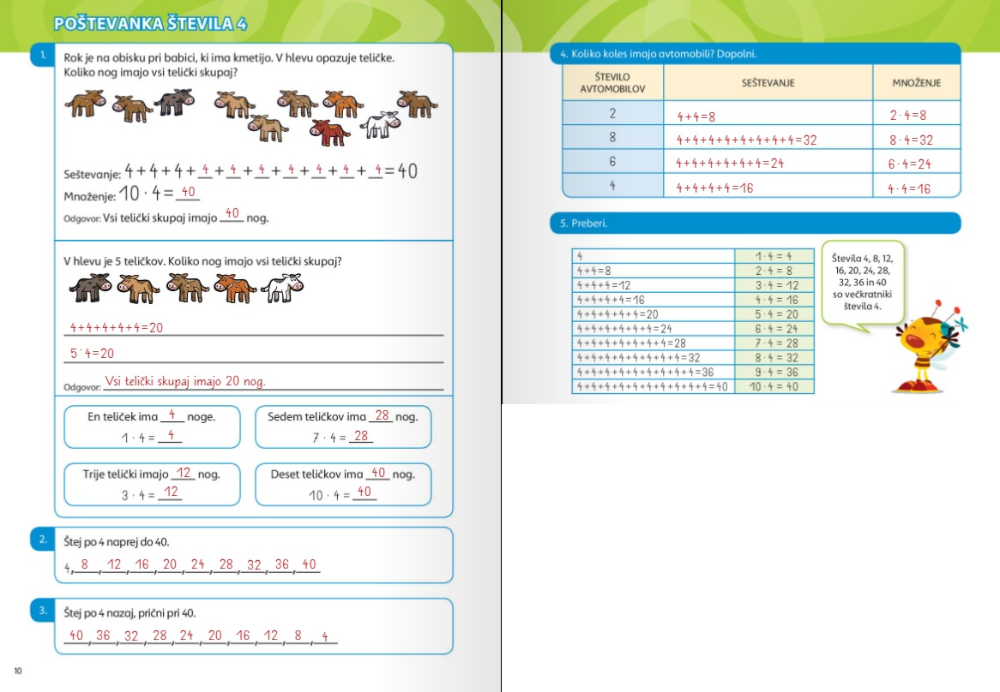 POŠTEVANKA ŠTEVILA 4
1.
Rok je na obisku pri babici, ki ima kmetijo. V hlevu opazuje teličke.
Koliko nog imajo vsi telički skupaj?
Seštevanje: 4 + 4 + 4 + 4 + 4 + 4 + 4 + 4 + 4 + 4 = 40
Množenje: 10 · 4 = 40
Odgovor: Vsi telički skupaj imajo 40 nog.
V hlevu je 5 teličkov. Koliko nog imajo vsi telički skupaj?
4+4+4+4+4=20
5·4=20
Odgovor: Vsi telički skupaj imajo 20 nog.
En teliček ima 4 noge.
1 · 4 = 4
Sedem teličkov ima 28 nog.
7 · 4 = 28
Trije telički imajo 12 nog.
3 · 4 = 12
Deset teličkov ima 40 nog.
10 · 4 = 40
2.
Štej po 4 naprej do 40.
4, 8, 12, 16, 20, 24, 28, 32, 36, 40
3.
Štej po 4 nazaj, prični pri 40.
40, 36, 32, 28, 24, 20, 16, 12, 8, 4
10
4. Koliko koles imajo avtomobili? Dopolni.
ŠTEVILO AVTOMOBILOV SEŠTEVANJE MNOŽENJE
2 4+4=8 2·4=8
8 4+4+4+4+4+4+4+4=32 8·4=32
6 4+4+4+4+4+4=24 6·4=24
4 4+4+4+4=16 4·4=16
5. Preberi.
4 1·4 = 4
4+4=8 2·4 = 8
4+4+4=12 3·4 = 12
4+4+4+4=16 4·4 = 16
4+4+4+4+4=20 5·4 = 20
4+4+4+4+4+4=24 6·4 = 24
4+4+4+4+4+4+4=28 7·4 = 28
4+4+4+4+4+4+4+4=32 8·4 = 32
4+4+4+4+4+4+4+4+4=36 9·4 = 36
4+4+4+4+4+4+4+4+4+4=40 10·4 = 40
Števila 4, 8, 12,
16, 20, 24, 28,
32, 36 in 40
so večkratniki
števila 4.